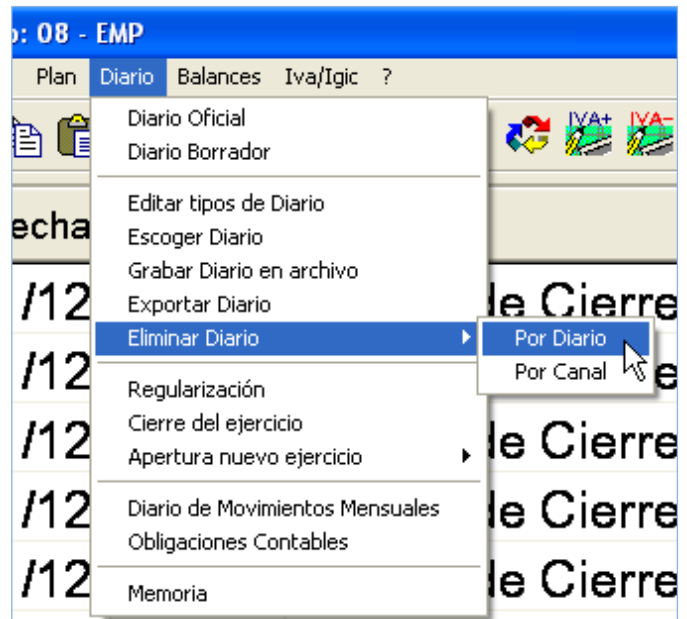 o: 08 - EMP
Plan Diario Balances Iva/Igic ?
IVA+ IVA-
Diario Oficial
Diario Borrador
Editar tipos de Diario
echa
Escoger Diario
Grabar Diario en archivo
Exportar Diario
/12 de Cierre
Eliminar Diario
Por Diario
Por Canal
/12 e
Regularización
Cierre del ejercicio
/12 de Cierre
Apertura nuevo ejercicio
Diario de Movimientos Mensuales
/12 de Cierre
Obligaciones Contables
/12 de Cierre
Memoria